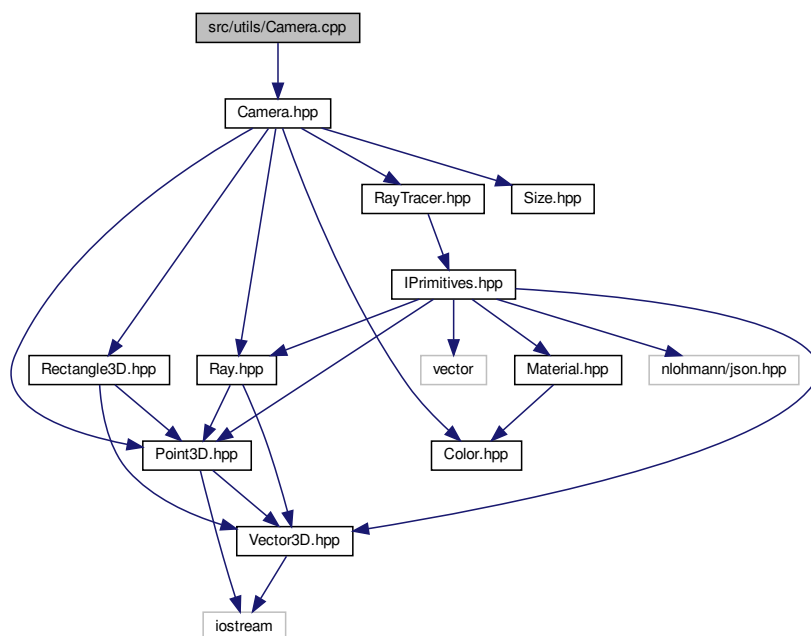 src/utils/Camera.cpp
Camera.hpp
RayTracer.hpp
Size.hpp
IPrimitives.hpp
Rectangle3D.hpp
Ray.hpp
vector
Material.hpp
nlohmann/json.hpp
Point3D.hpp
Color.hpp
Vector3D.hpp
iostream